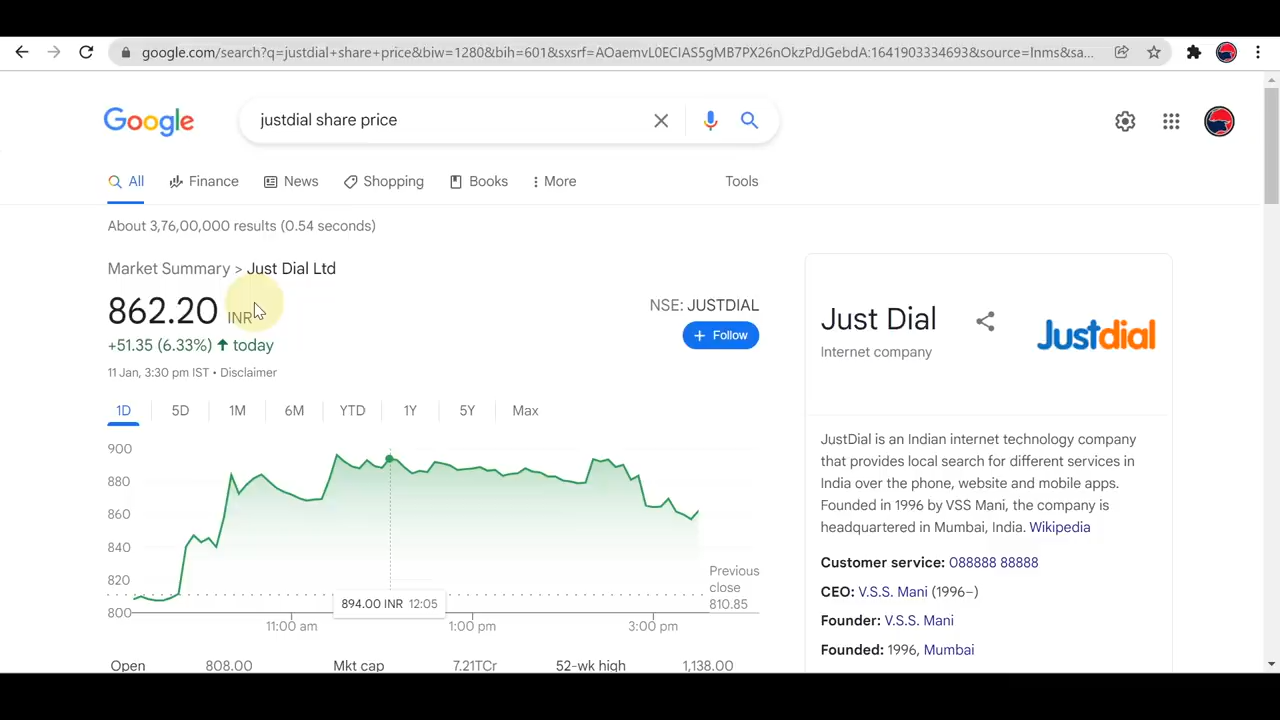 google.com/search?q=justdial+share+price&biw=1280&bih=601&sxsrf=AOaemvL0ECIAS5gMB7PX26nOkzPdJGebdA:1641903334693&source=lnms&sa...
Google
justdial share price
All
Finance
News
Shopping
Books
More
Tools
About 3,76,00,000 results (0.54 seconds)
Market Summary > Just Dial Ltd
862.20 INR
NSE: JUSTDIAL
+51.35 (6.33%) ↑ today
+ Follow
11 Jan, 3:30 pm IST • Disclaimer
1D 5D 1M 6M YTD 1Y 5Y Max
900
880
860
840
820
800
Previous
close
810.85
894.00 INR 12:05
11:00 am 1:00 pm 3:00 pm
Open 808.00 Mkt cap 7.21TCr 52-wk high 1,138.00
Just Dial
Internet company
Justdial
JustDial is an Indian internet technology company
that provides local search for different services in
India over the phone, website and mobile apps.
Founded in 1996 by VSS Mani, the company is
headquartered in Mumbai, India. Wikipedia
Customer service: 088888 88888
CEO: V.S.S. Mani (1996–)
Founder: V.S.S. Mani
Founded: 1996, Mumbai